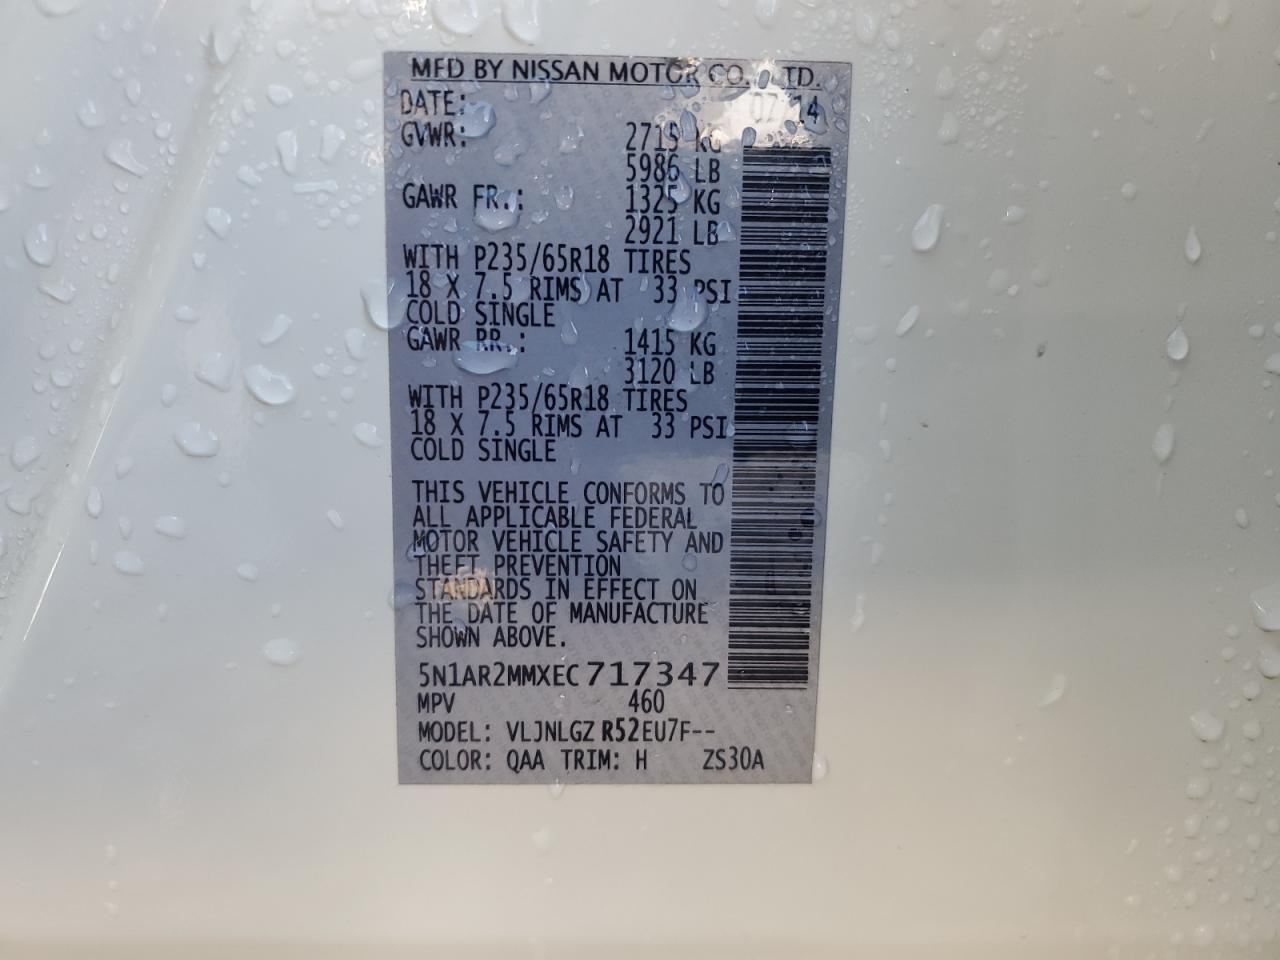 MFD BY NISSAN MOTOR CO., LTD.
DATE: 07/14
GVWR: 2715 KG
5986 LB
GAWR FR.: 1325 KG
2921 LB
WITH P235/65R18 TIRES
18 X 7.5 RIMS AT 33 PSI
COLD SINGLE
GAWR RR.: 1415 KG
3120 LB
WITH P235/65R18 TIRES
18 X 7.5 RIMS AT 33 PSI
COLD SINGLE
THIS VEHICLE CONFORMS TO
ALL APPLICABLE FEDERAL
MOTOR VEHICLE SAFETY AND
THEFT PREVENTION
STANDARDS IN EFFECT ON
THE DATE OF MANUFACTURE
SHOWN ABOVE.
5N1AR2MMXEC717347
MPV 460
MODEL: VLJNLGZ R52EU7F--
COLOR: QAA TRIM: H ZS30A